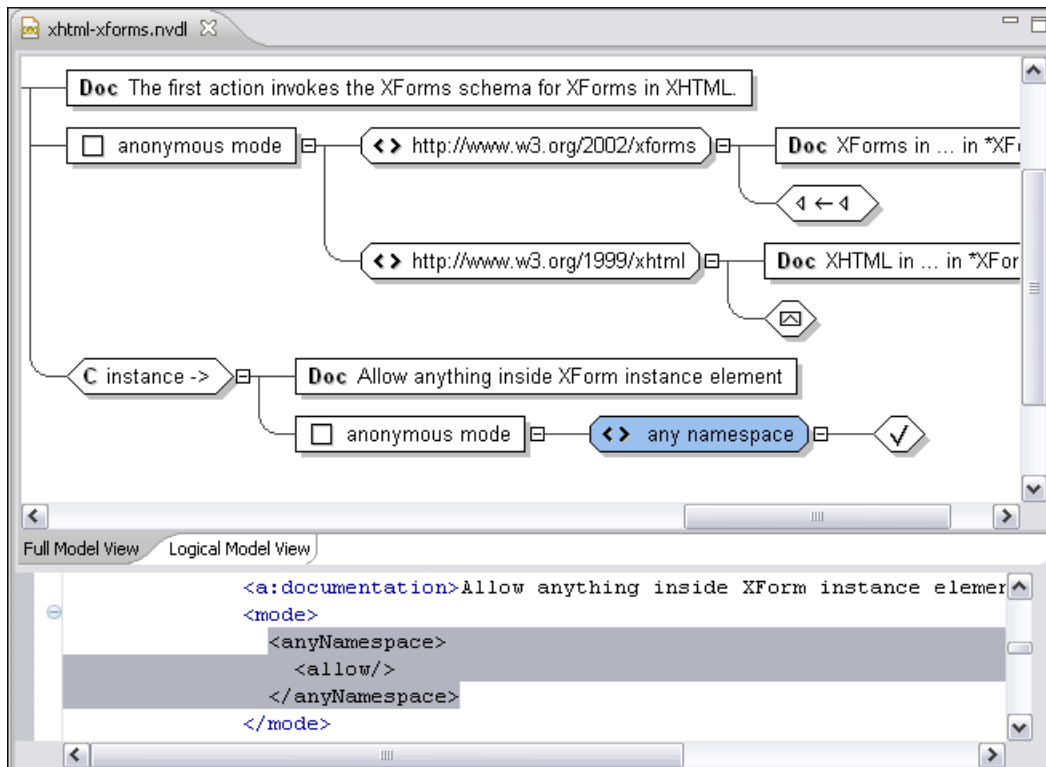 xhtml-xforms.nvdl
Doc The first action invokes the XForms schema for XForms in XHTML.
anonymous mode
<> http://www.w3.org/2002/xforms
Doc XForms in ... in *XFo
<> http://www.w3.org/1999/xhtml
Doc XHTML in ... in *XFor
C instance ->
Doc Allow anything inside XForm instance element
anonymous mode
<> any namespace
Full Model View
Logical Model View
<a:documentation>Allow anything inside XForm instance elemen
<mode>
<anyNamespace>
<allow/>
</anyNamespace>
</mode>